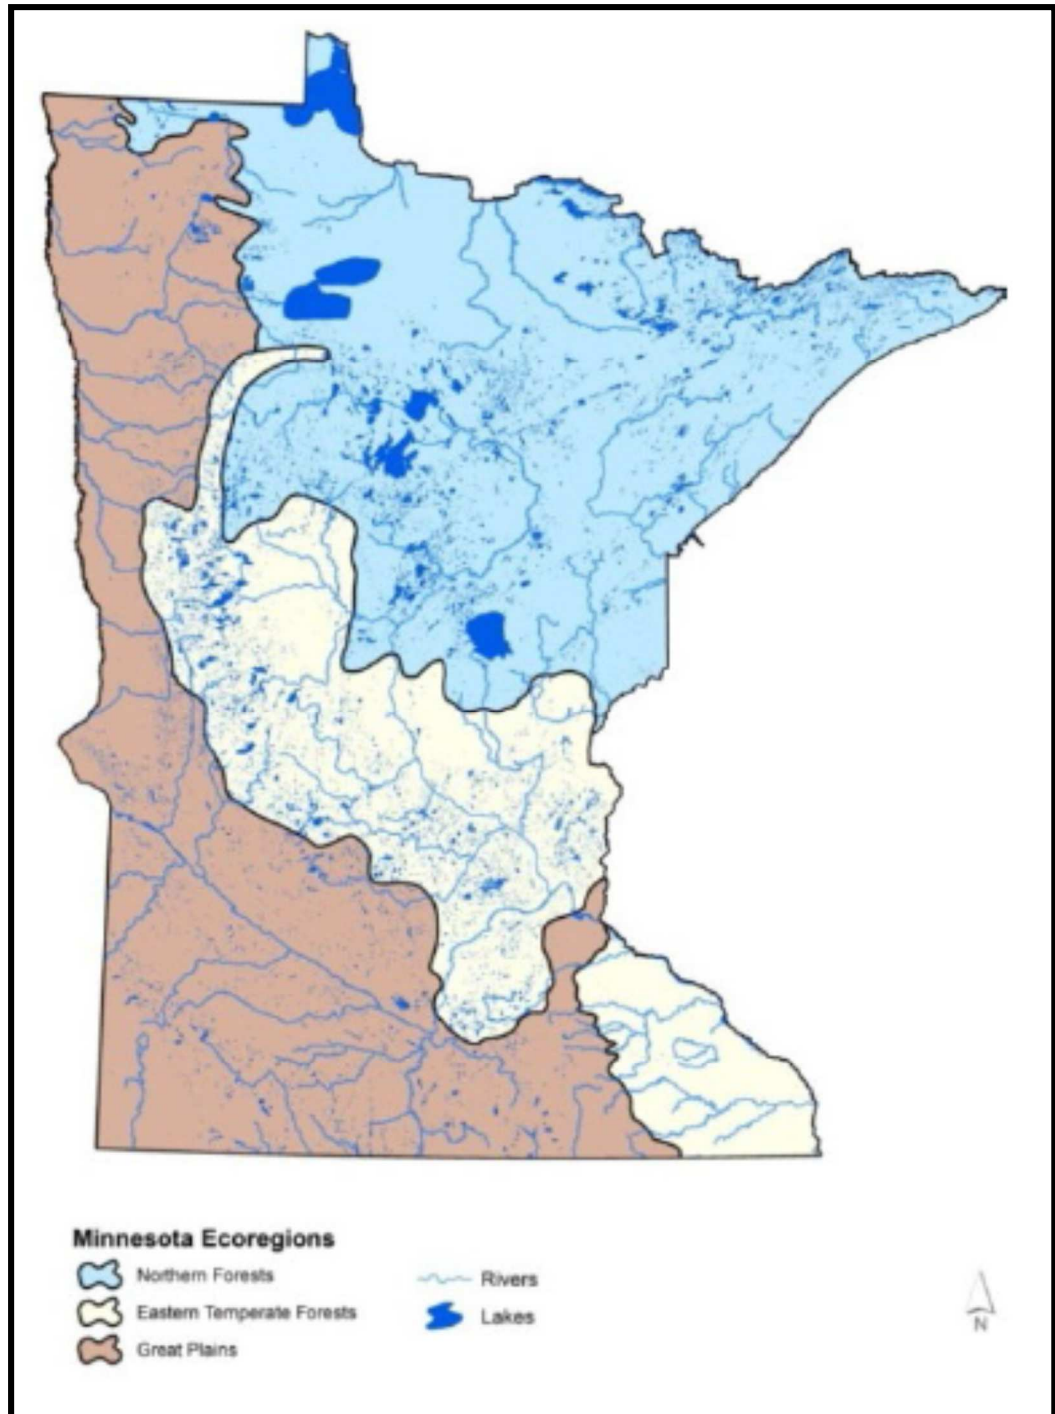 Minnesota Ecoregions
Northern Forests
Eastern Temperate Forests
Great Plains
Rivers
Lakes
N